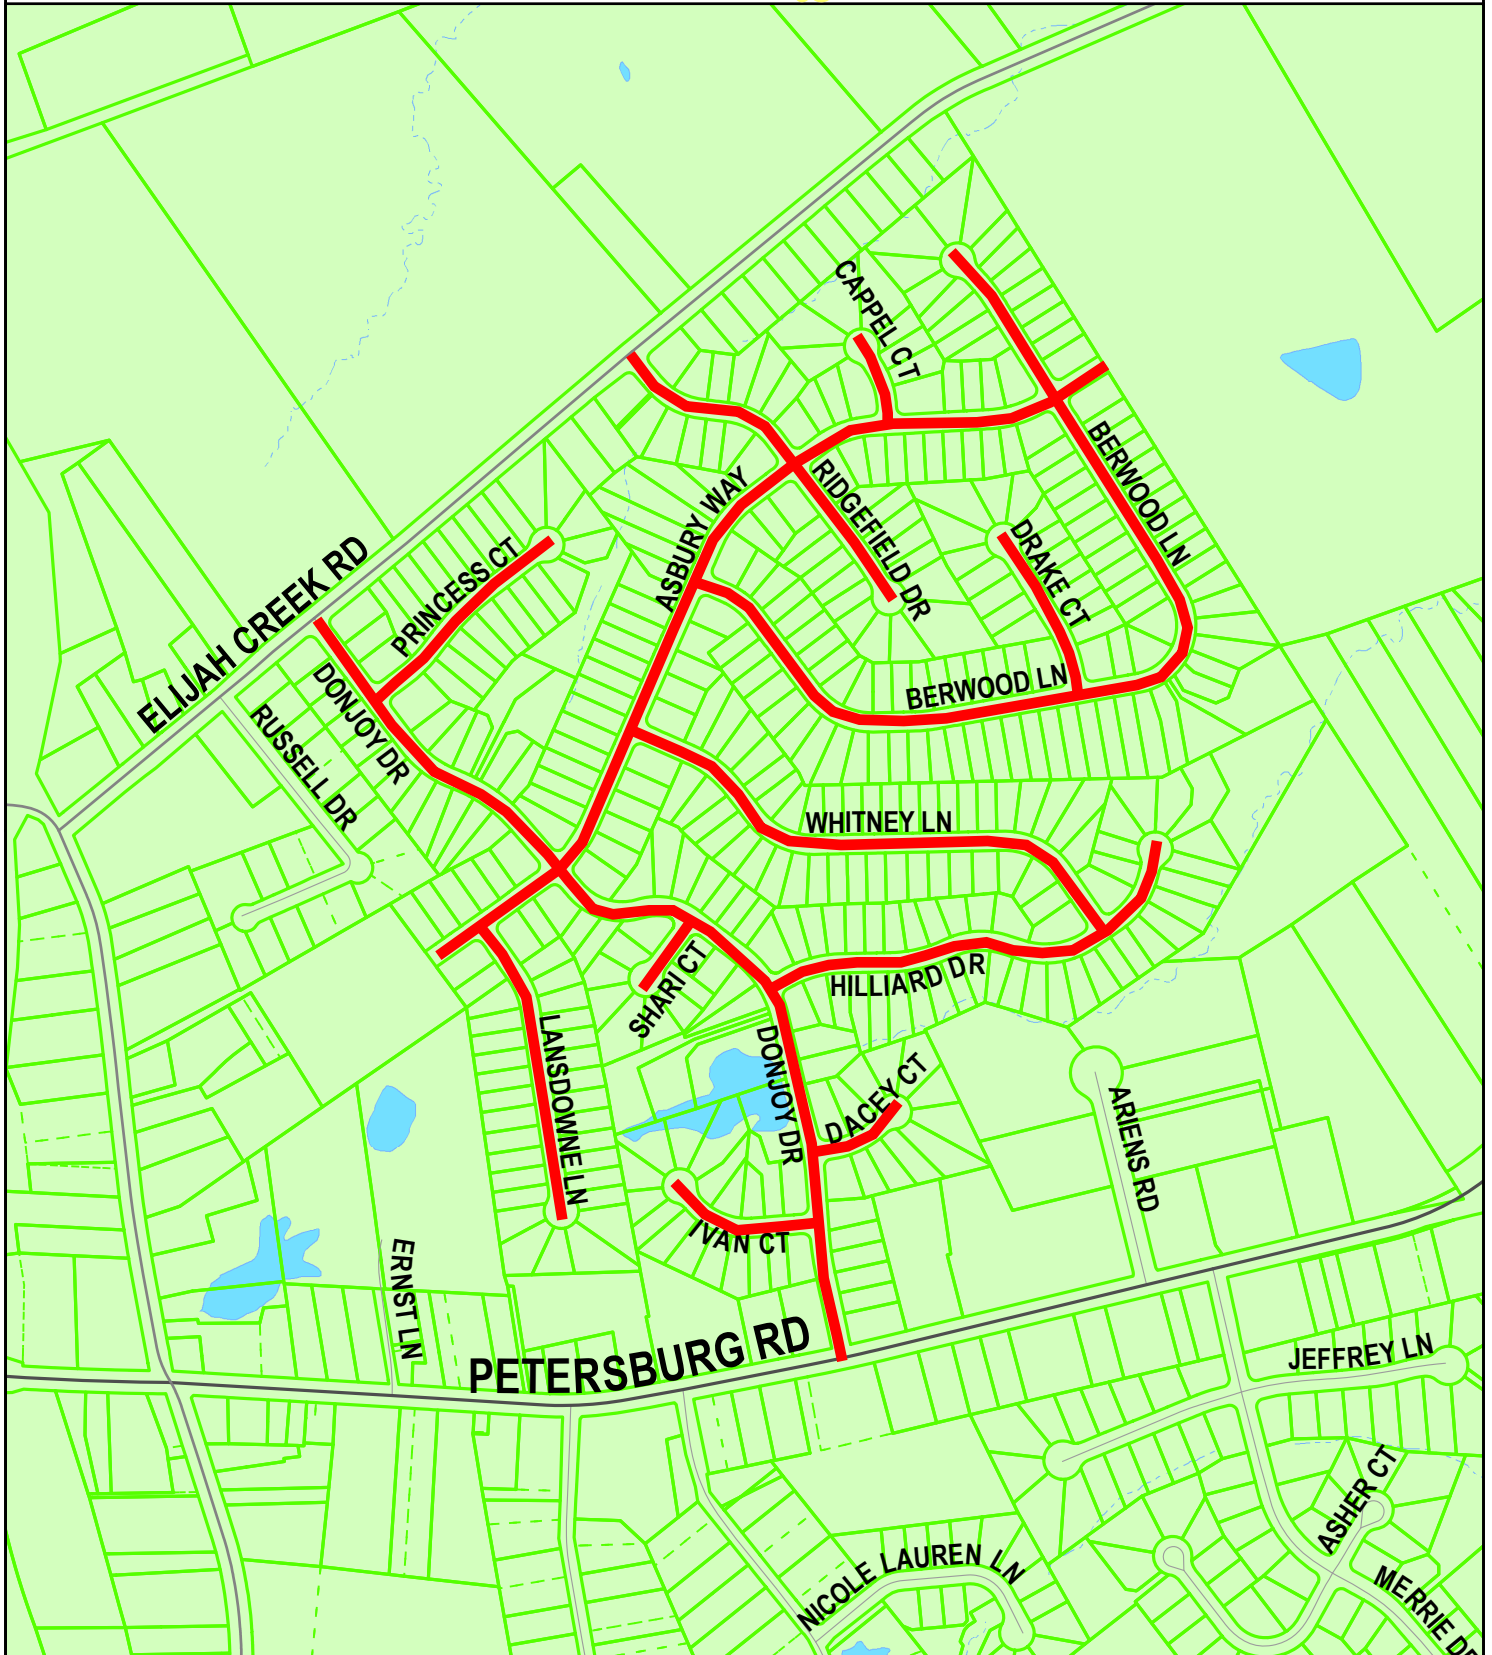 CAPPEL CT
BERWOOD LN
RIDGEFIELD DR
ASBURY WAY
DRAKE CT
PRINCESS CT
ELIJAH CREEK RD
DONJOY DR
RUSSELL DR
BERWOOD LN
WHITNEY LN
HILLIARD DR
SHARI CT
LANSDOWNE LN
DONJOY DR
DACEY CT
ARIENS RD
IVAN CT
ERNST LN
PETERSBURG RD
JEFFREY LN
ASHER CT
NICOLE LAUREN LN
MERRIE DR